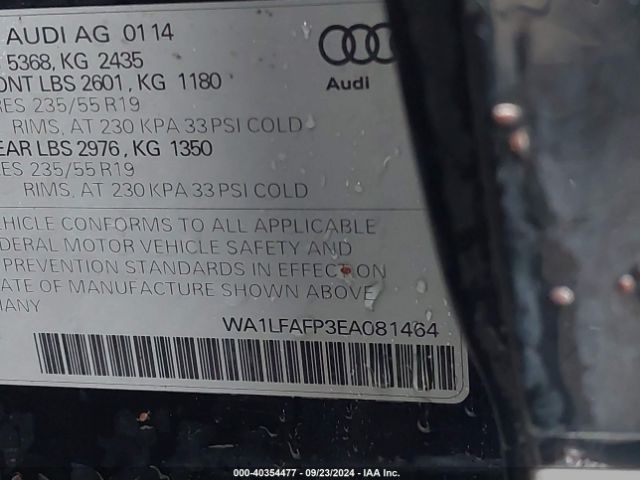 AUDI AG 0114
5368, KG 2435
ONT LBS 2601, KG 1180
RES 235/55 R19
RIMS, AT 230 KPA 33 PSI COLD
EAR LBS 2976, KG 1350
ES 235/55 R19
RIMS, AT 230 KPA 33 PSI COLD
Audi
EHICLE CONFORMS TO ALL APPLICABLE
DERAL MOTOR VEHICLE SAFETY AND
PREVENTION STANDARDS IN EFFECT ON
ATE OF MANUFACTURE SHOWN ABOVE
MANY
WA1LFAFP3EA081464
000-40354477 - 09/23/2024 - IAA Inc.